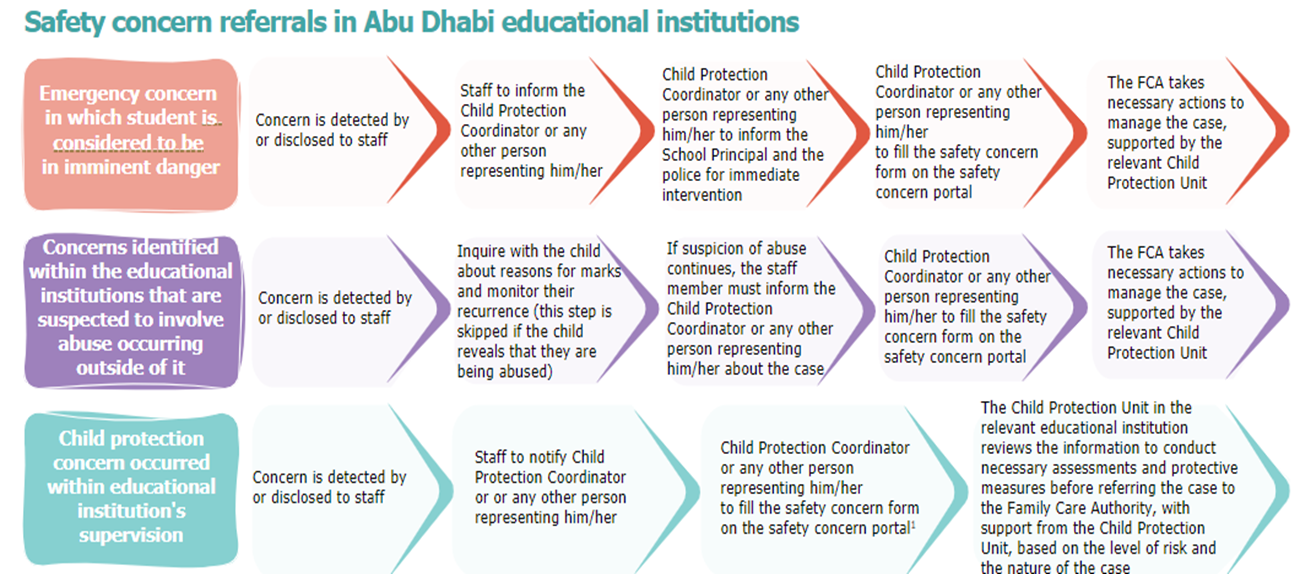 Safety concern referrals in Abu Dhabi educational institutions
Emergency concern
in which student is
considered to be
in imminent danger
Concern is detected by
or disclosed to staff
Staff to inform the
Child Protection
Coordinator or any
other person
representing him/her
Child Protection
Coordinator or any other
person representing
him/her to inform the
School Principal and the
police for immediate
intervention
Child Protection
Coordinator or any other
person representing
him/her
to fill the safety concern
form on the safety
concern portal
The FCA takes
necessary actions to
manage the case,
supported by the
relevant Child
Protection Unit
Concerns identified
within the educational
institutions that are
suspected to involve
abuse occurring
outside of it
Concern is detected by
or disclosed to staff
Inquire with the child
about reasons for marks
and monitor their
recurrence (this step is
skipped if the child
reveals that they are
being abused)
If suspicion of abuse
continues, the staff
member must inform the
Child Protection
Coordinator or any other
person representing
him/her about the case
Child Protection
Coordinator or any other
person representing
him/her to fill the safety
concern form on the
safety concern portal
The FCA takes
necessary actions to
manage the case,
supported by the
relevant Child
Protection Unit
Child protection
concern occurred
within educational
institution's
supervision
Concern is detected by
or disclosed to staff
Staff to notify Child
Protection Coordinator
or or any other person
representing him/her
Child Protection Coordinator
or any other person
representing him/her
to fill the safety concern form
on the safety concern portal¹
The Child Protection Unit in the
relevant educational institution
reviews the information to conduct
necessary assessments and protective
measures before referring the case to
the Family Care Authority, with
support from the Child Protection
Unit, based on the level of risk and
the nature of the case